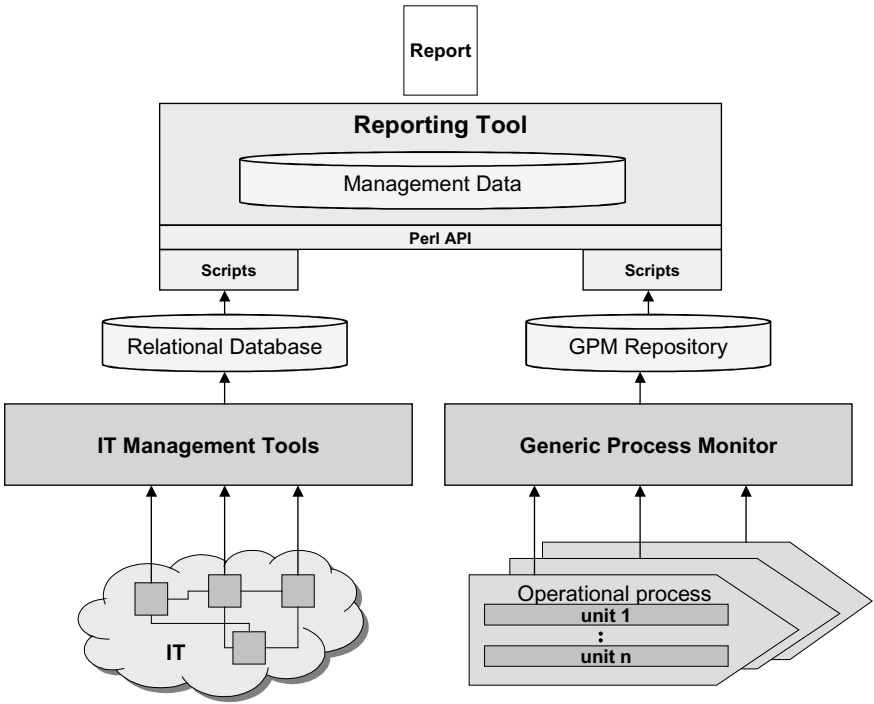 Report
Reporting Tool
Management Data
Perl API
Scripts
Scripts
Relational Database
GPM Repository
IT Management Tools
Generic Process Monitor
Operational process
unit 1
:
unit n
IT